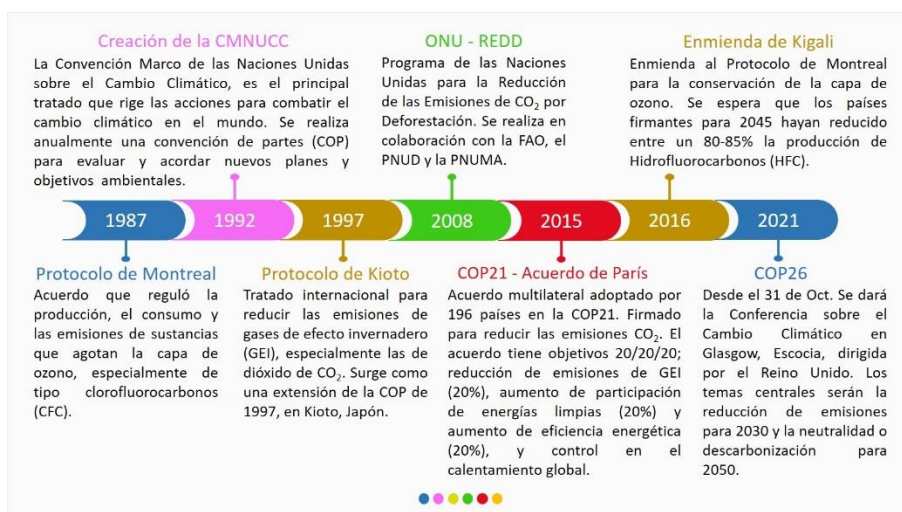 Creación de la CMNUCC
La Convención Marco de las Naciones Unidas
sobre el Cambio Climático, es el principal
tratado que rige las acciones para combatir el
cambio climático en el mundo. Se realiza
anualmente una convención de partes (COP)
para evaluar y acordar nuevos planes y
objetivos ambientales.
ONU - REDD
Programa de las Naciones
Unidas para la Reducción
de las Emisiones de CO₂ por
Deforestación. Se realiza en
colaboración con la FAO, el
PNUD y la PNUMA.
Enmienda de Kigali
Enmienda al Protocolo de Montreal
para la conservación de la capa de
ozono. Se espera que los países
firmantes para 2045 hayan reducido
entre un 80-85% la producción de
Hidrofluorocarbonos (HFC).
1987
1992
1997
2008
2015
2016
2021
Protocolo de Montreal
Acuerdo que reguló la
producción, el consumo y
las emisiones de sustancias
que agotan la capa de
ozono, especialmente de
tipo clorofluorocarbonos
(CFC).
Protocolo de Kioto
Tratado internacional para
reducir las emisiones de
gases de efecto invernadero
(GEI), especialmente las de
dióxido de CO₂. Surge como
una extensión de la COP de
1997, en Kioto, Japón.
COP21 - Acuerdo de París
Acuerdo multilateral adoptado por
196 países en la COP21. Firmado
para reducir las emisiones CO₂. El
acuerdo tiene objetivos 20/20/20;
reducción de emisiones de GEI
(20%), aumento de participación
de energías limpias (20%) y
aumento de eficiencia energética
(20%), y control en el
calentamiento global.
COP26
Desde el 31 de Oct. Se dará
la Conferencia sobre el
Cambio Climático en
Glasgow, Escocia, dirigida
por el Reino Unido. Los
temas centrales serán la
reducción de emisiones
para 2030 y la neutralidad o
descarbonización para
2050.